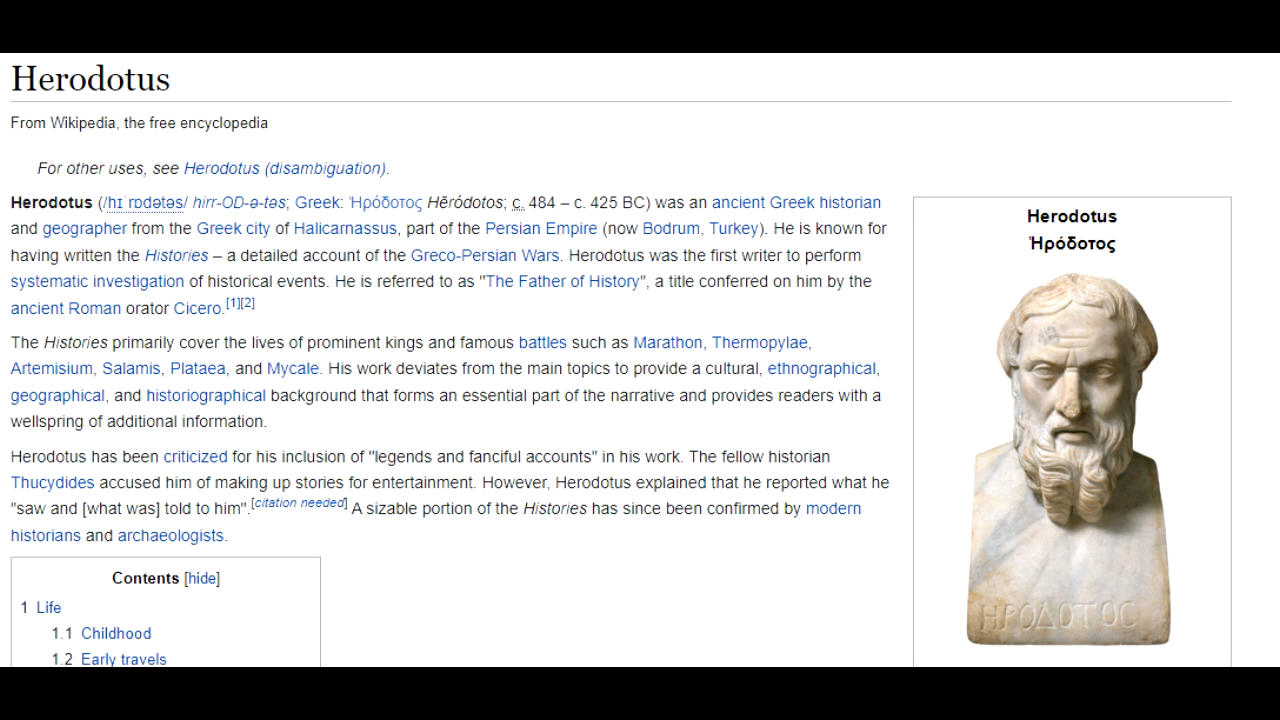 Herodotus
From Wikipedia, the free encyclopedia
For other uses, see Herodotus (disambiguation).
Herodotus (/hɪˈrɒdətəs/ hirr-OD-ə-təs; Greek: Ἡρόδοτος Hēródotos; c. 484 – c. 425 BC) was an ancient Greek historian
and geographer from the Greek city of Halicarnassus, part of the Persian Empire (now Bodrum, Turkey). He is known for
having written the Histories – a detailed account of the Greco-Persian Wars. Herodotus was the first writer to perform
systematic investigation of historical events. He is referred to as "The Father of History", a title conferred on him by the
ancient Roman orator Cicero.[1][2]
The Histories primarily cover the lives of prominent kings and famous battles such as Marathon, Thermopylae,
Artemisium, Salamis, Plataea, and Mycale. His work deviates from the main topics to provide a cultural, ethnographical,
geographical, and historiographical background that forms an essential part of the narrative and provides readers with a
wellspring of additional information.
Herodotus has been criticized for his inclusion of "legends and fanciful accounts" in his work. The fellow historian
Thucydides accused him of making up stories for entertainment. However, Herodotus explained that he reported what he
"saw and [what was] told to him".[citation needed] A sizable portion of the Histories has since been confirmed by modern
historians and archaeologists.
Contents [hide]
1 Life
1.1 Childhood
1.2 Early travels
Herodotus
Ἡρόδοτος
ΗΡΟΔΟΤΟC